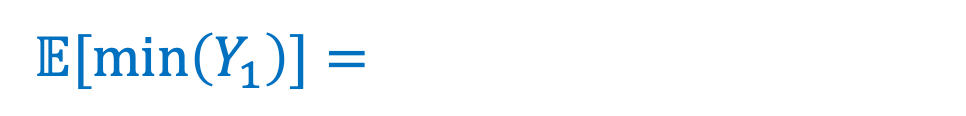 𝔼[min(Y₁)] =